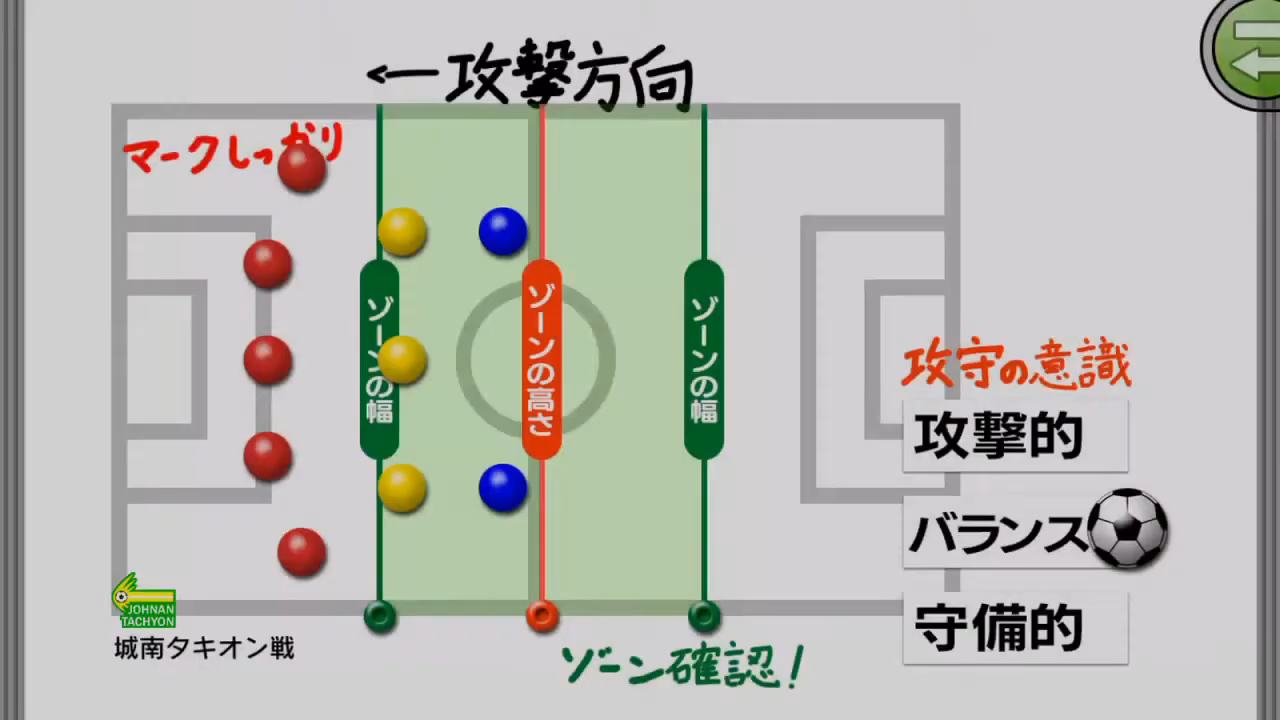 ←攻撃方向
マークしっかり
ゾーンの幅
ゾーンの高さ
ゾーンの幅
攻守の意識
攻撃的
バランス
守備的
JOHNAN
TACHYON
城南タキオン戦
ゾーン確認!